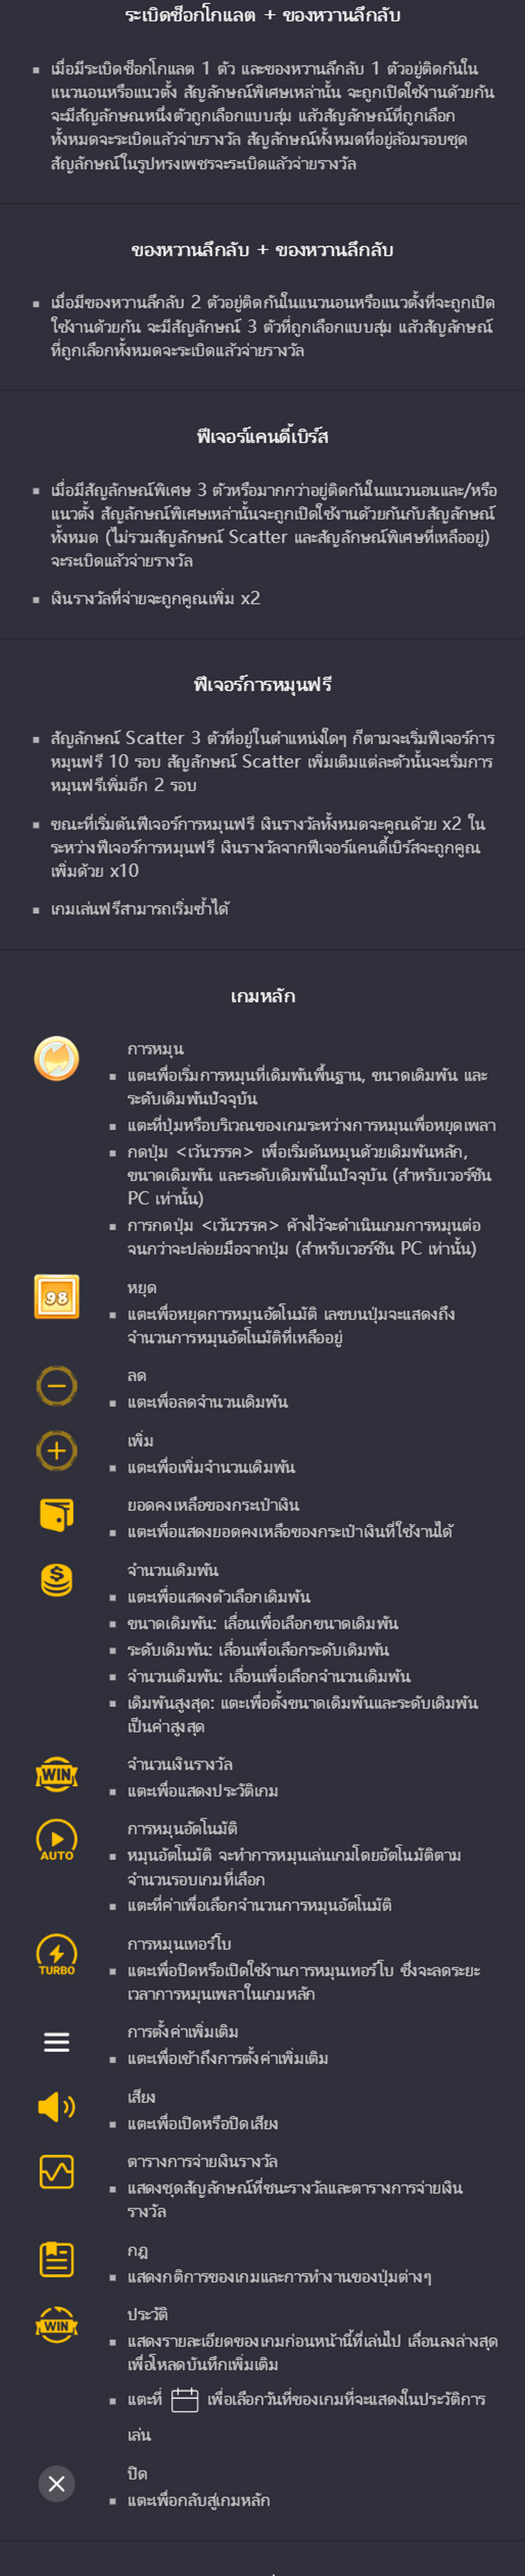 ระเบิดช็อกโกแลต + ของหวานลึกลับ
เมื่อมีระเบิดช็อกโกแลต 1 ตัว และของหวานลึกลับ 1 ตัวอยู่ติดกันใน
แนวนอนหรือแนวตั้ง สัญลักษณ์พิเศษเหล่านั้น จะถูกเปิดใช้งานด้วยกัน
จะมีสัญลักษณหนึ่งตัวถูกเลือกแบบสุ่ม แล้วสัญลักษณ์ที่ถูกเลือก
ทั้งหมดจะระเบิดแล้วจ่ายรางวัล สัญลักษณ์ทั้งหมดที่อยู่ล้อมรอบชุด
สัญลักษณ์ในรูปทรงเพชรจะระเบิดแล้วจ่ายรางวัล
ของหวานลึกลับ + ของหวานลึกลับ
เมื่อมีของหวานลึกลับ 2 ตัวอยู่ติดกันในแนวนอนหรือแนวตั้งที่จะถูกเปิด
ใช้งานด้วยกัน จะมีสัญลักษณ์ 3 ตัวที่ถูกเลือกแบบสุ่ม แล้วสัญลักษณ์
ที่ถูกเลือกทั้งหมดจะระเบิดแล้วจ่ายรางวัล
ฟีเจอร์แคนดี้เบิร์ส
เมื่อมีสัญลักษณ์พิเศษ 3 ตัวหรือมากกว่าอยู่ติดกันในแนวนอนและ/หรือ
แนวตั้ง สัญลักษณ์พิเศษเหล่านั้นจะถูกเปิดใช้งานด้วยกันกับสัญลักษณ์
ทั้งหมด (ไม่รวมสัญลักษณ์ Scatter และสัญลักษณ์พิเศษที่เหลืออยู่)
จะระเบิดแล้วจ่ายรางวัล
เงินรางวัลที่จ่ายจะถูกคูณเพิ่ม x2
ฟีเจอร์การหมุนฟรี
สัญลักษณ์ Scatter 3 ตัวที่อยู่ในตำแหน่งใดๆ ก็ตามจะเริ่มฟีเจอร์การ
หมุนฟรี 10 รอบ สัญลักษณ์ Scatter เพิ่มเติมแต่ละตัวนั้นจะเริ่มการ
หมุนฟรีเพิ่มอีก 2 รอบ
ขณะที่เริ่มต้นฟีเจอร์การหมุนฟรี เงินรางวัลทั้งหมดจะคูณด้วย x2 ใน
ระหว่างฟีเจอร์การหมุนฟรี เงินรางวัลจากฟีเจอร์แคนดี้เบิร์สจะถูกคูณ
เพิ่มด้วย x10
เกมเล่นฟรีสามารถเริ่มซ้ำได้
เกมหลัก
การหมุน
แตะเพื่อเริ่มการหมุนที่เดิมพันพื้นฐาน, ขนาดเดิมพัน และ
ระดับเดิมพันปัจจุบัน
แตะที่ปุ่มหรือบริเวณของเกมระหว่างการหมุนเพื่อหยุดเพลา
กดปุ่ม <เว้นวรรค> เพื่อเริ่มต้นหมุนด้วยเดิมพันหลัก,
ขนาดเดิมพัน และระดับเดิมพันในปัจจุบัน (สำหรับเวอร์ชัน
PC เท่านั้น)
การกดปุ่ม <เว้นวรรค> ค้างไว้จะดำเนินเกมการหมุนต่อ
จนกว่าจะปล่อยมือจากปุ่ม (สำหรับเวอร์ชัน PC เท่านั้น)
98
หยุด
แตะเพื่อหยุดการหมุนอัตโนมัติ เลขบนปุ่มจะแสดงถึง
จำนวนการหมุนอัตโนมัติที่เหลืออยู่
ลด
แตะเพื่อลดจำนวนเดิมพัน
เพิ่ม
แตะเพื่อเพิ่มจำนวนเดิมพัน
ยอดคงเหลือของกระเป๋าเงิน
แตะเพื่อแสดงยอดคงเหลือของกระเป๋าเงินที่ใช้งานได้
จำนวนเดิมพัน
แตะเพื่อแสดงตัวเลือกเดิมพัน
ขนาดเดิมพัน: เลื่อนเพื่อเลือกขนาดเดิมพัน
ระดับเดิมพัน: เลื่อนเพื่อเลือกระดับเดิมพัน
จำนวนเดิมพัน: เลื่อนเพื่อเลือกจำนวนเดิมพัน
เดิมพันสูงสุด: แตะเพื่อตั้งขนาดเดิมพันและระดับเดิมพัน
เป็นค่าสูงสุด
WIN
จำนวนเงินรางวัล
แตะเพื่อแสดงประวัติเกม
AUTO
การหมุนอัตโนมัติ
หมุนอัตโนมัติ จะทำการหมุนเล่นเกมโดยอัตโนมัติตาม
จำนวนรอบเกมที่เลือก
แตะที่ค่าเพื่อเลือกจำนวนการหมุนอัตโนมัติ
TURBO
การหมุนเทอร์โบ
แตะเพื่อปิดหรือเปิดใช้งานการหมุนเทอร์โบ ซึ่งจะลดระยะ
เวลาการหมุนเพลาในเกมหลัก
การตั้งค่าเพิ่มเติม
แตะเพื่อเข้าถึงการตั้งค่าเพิ่มเติม
เสียง
แตะเพื่อเปิดหรือปิดเสียง
ตารางการจ่ายเงินรางวัล
แสดงชุดสัญลักษณ์ที่ชนะรางวัลและตารางการจ่ายเงิน
รางวัล
กฎ
แสดงกติการของเกมและการทำงานของปุ่มต่างๆ
WIN
ประวัติ
แสดงรายละเอียดของเกมก่อนหน้านี้ที่เล่นไป เลื่อนลงล่างสุด
เพื่อโหลดบันทึกเพิ่มเติม
แตะที่ เพื่อเลือกวันที่ของเกมที่จะแสดงในประวัติการ
เล่น
ปิด
แตะเพื่อกลับสู่เกมหลัก